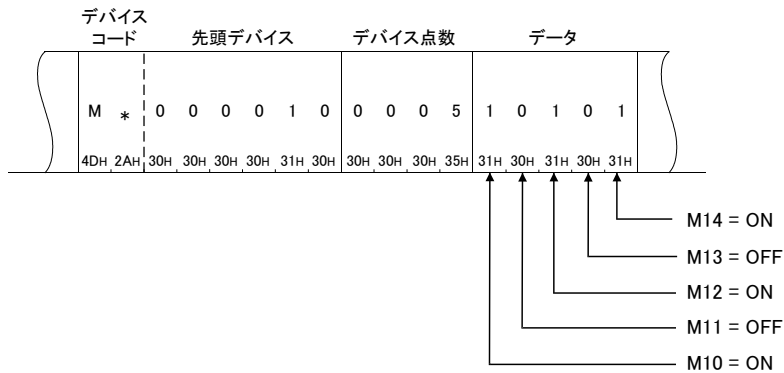 デバイス
コード 先頭デバイス デバイス点数 データ
M * 0 0 0 0 1 0 0 0 0 5 1 0 1 0 1
4DH 2AH 30H 30H 30H 30H 31H 30H 30H 30H 30H 35H 31H 30H 31H 30H 31H
M14 = ON
M13 = OFF
M12 = ON
M11 = OFF
M10 = ON